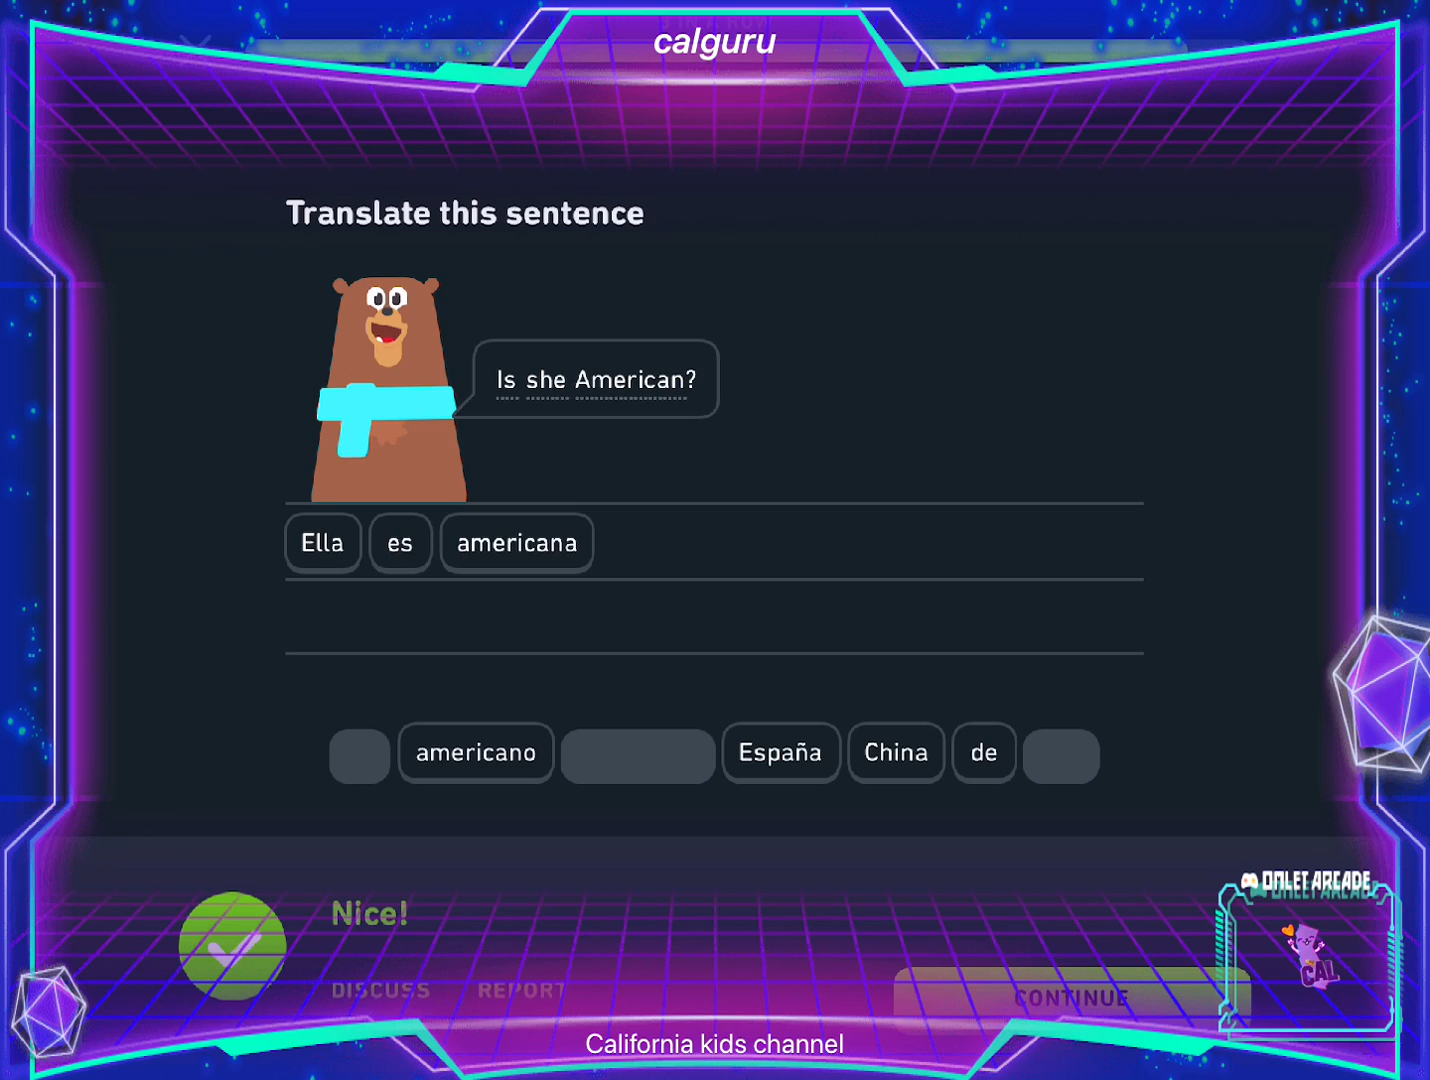 calguru
Translate this sentence
Is she American?
Ella es americana
americano España China de
OMLET ARCADE
Nice!
CAL
DISCUSS REPORT
CONTINUE
California kids channel